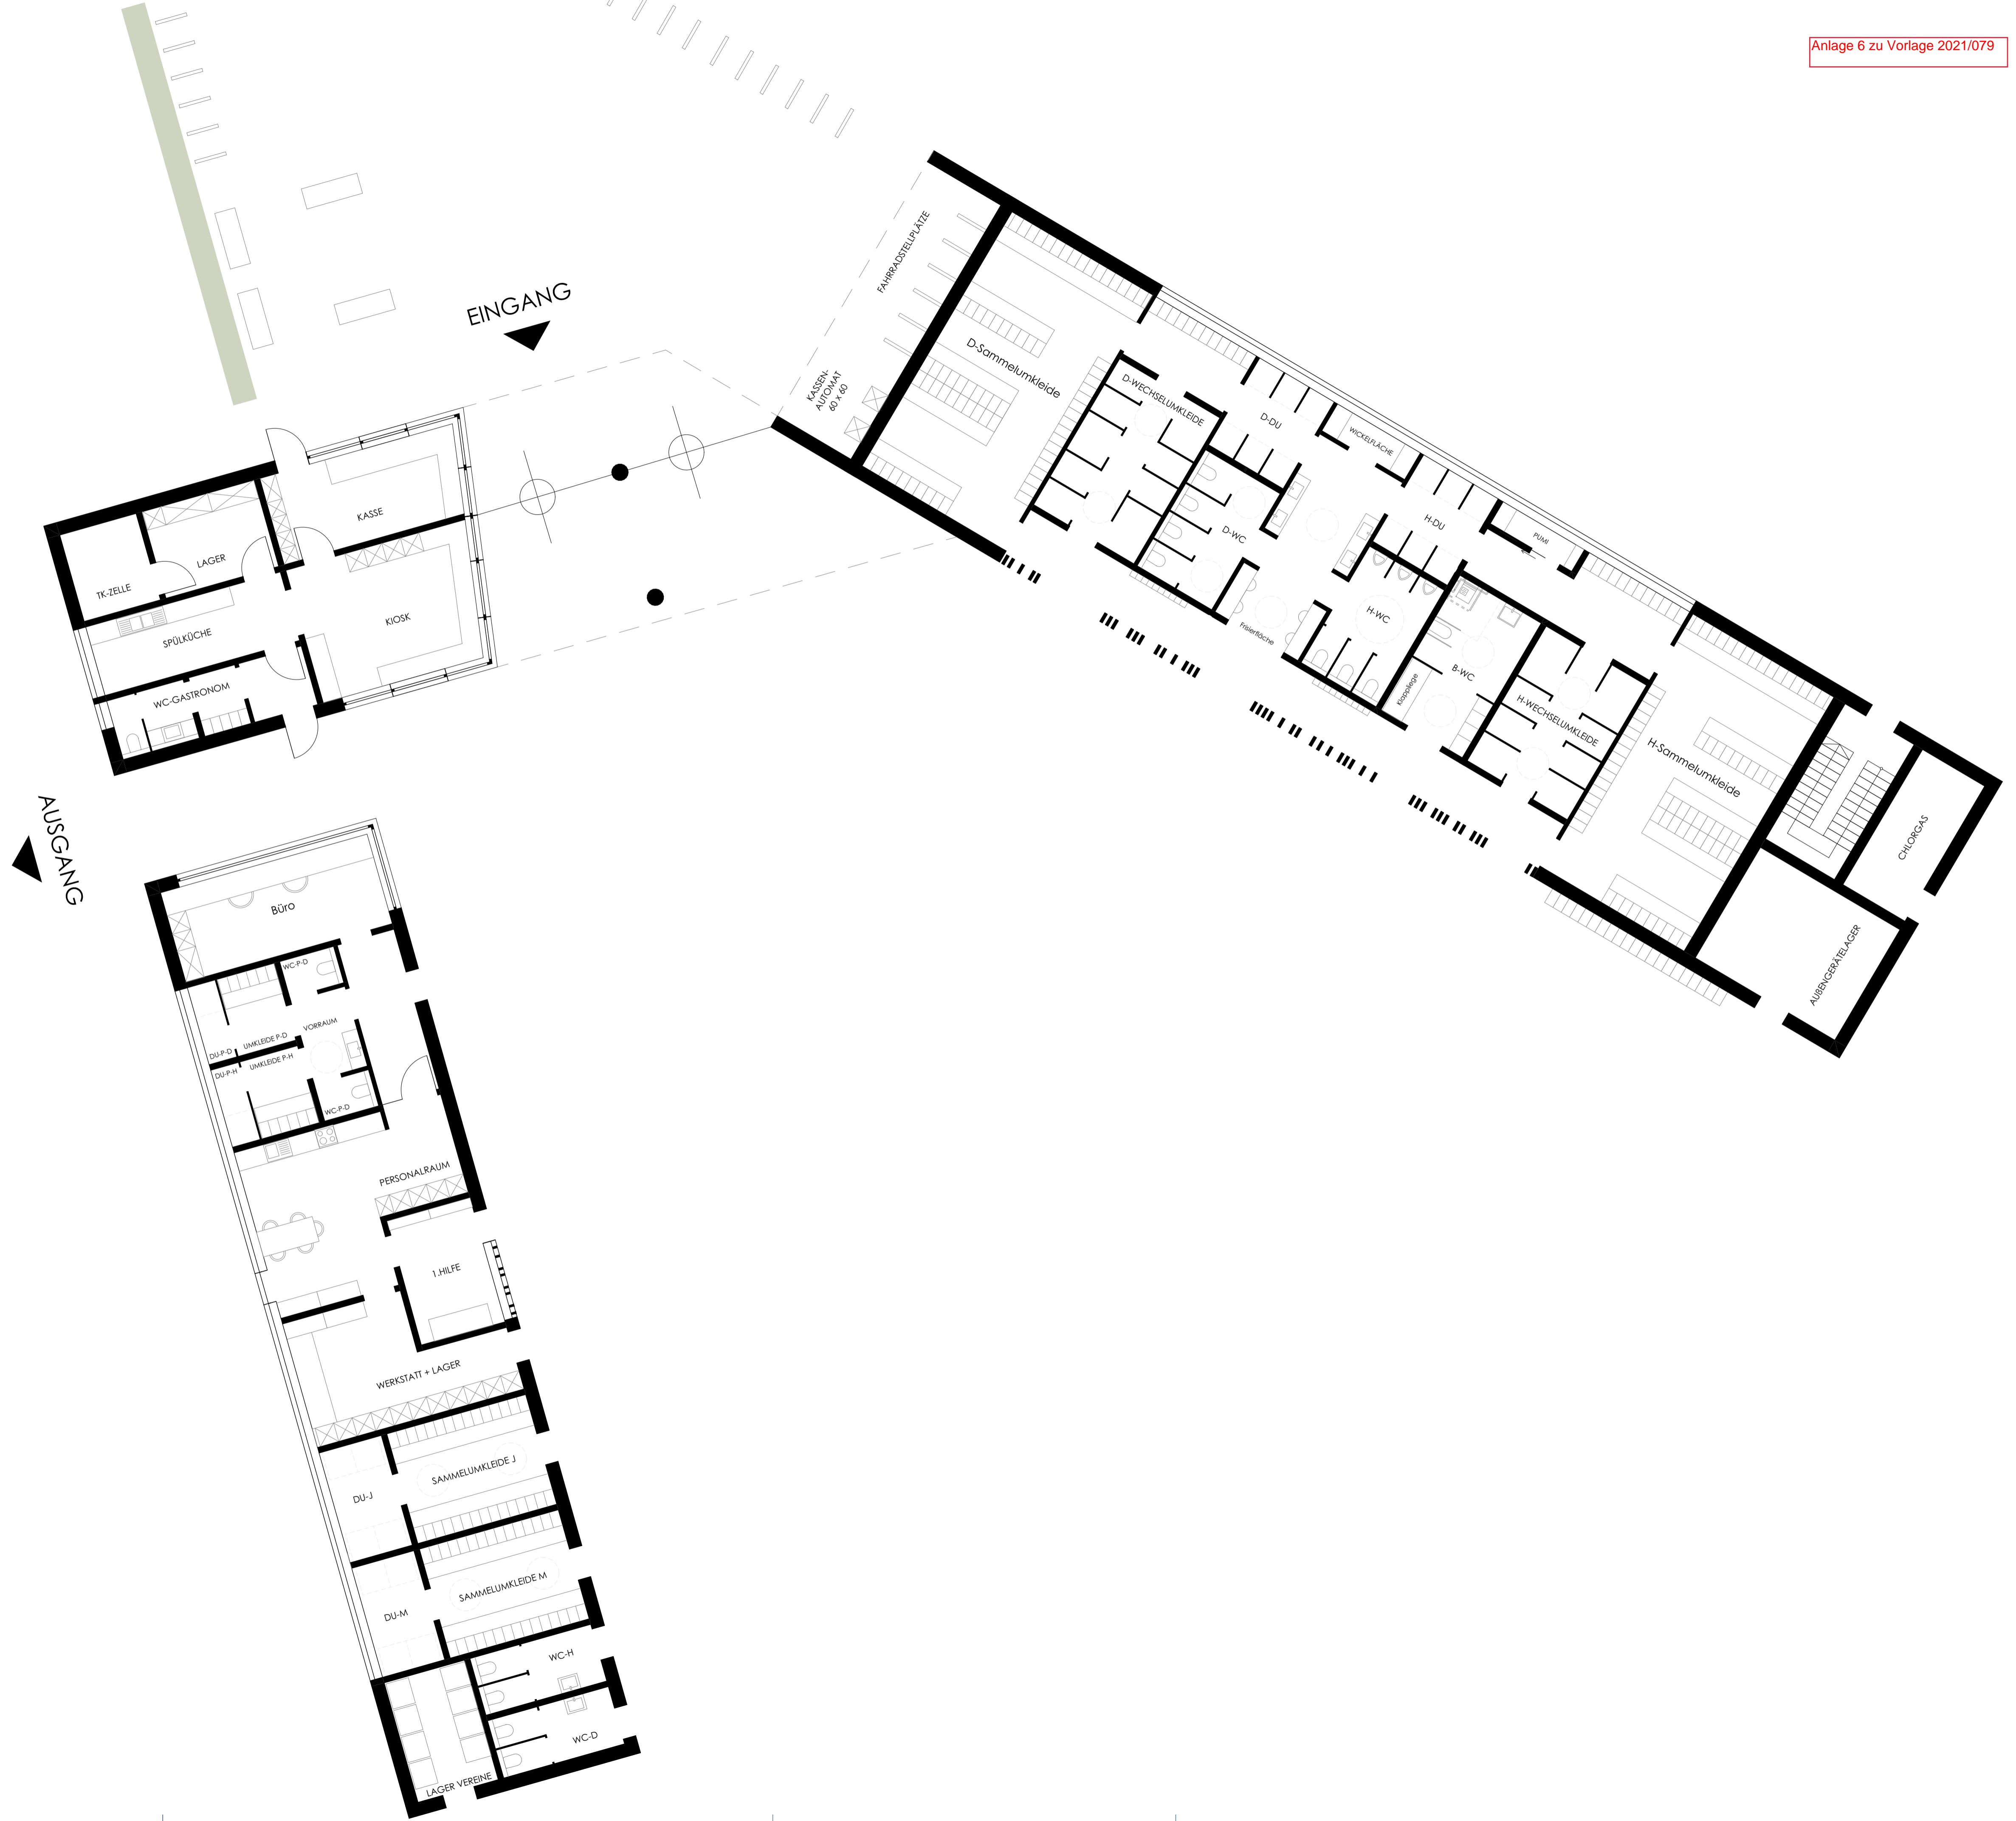 Anlage 6 zu Vorlage 2021/079
EINGANG
FAHRRADSTELLPLÄTZE
KASSEN-
AUTOMAT
60 x 60
D-Sammelumkleide
D-WECHSELUMKLEIDE
D-DU
WICKELFLÄCHE
D-WC
H-DU
PUMI
Frisierfläche
H-WC
B-WC
Klappliege
H-WECHSELUMKLEIDE
H-Sammelumkleide
CHLORGAS
AUßENGERÄTELAGER
KASSE
LAGER
TK-ZELLE
KIOSK
SPÜLKÜCHE
WC-GASTRONOM
AUSGANG
Büro
WC-P-D
VORRAUM
UMKLEIDE P-D
DU-P-D
UMKLEIDE P-H
DU-P-H
WC-P-D
PERSONALRAUM
1.HILFE
WERKSTATT + LAGER
SAMMELUMKLEIDE J
DU-J
SAMMELUMKLEIDE M
DU-M
WC-H
WC-D
LAGER VEREINE